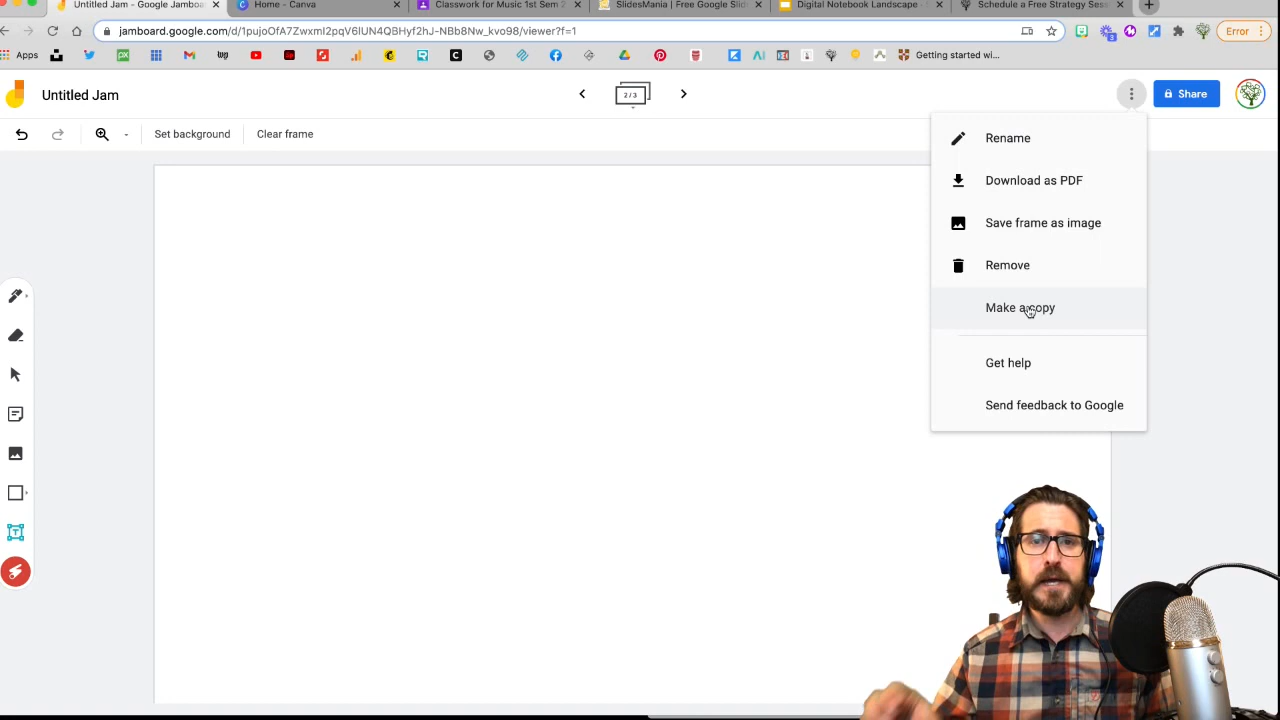 Untitled Jam - Google Jamboard
Home - Canva
Classwork for Music 1st Sem 2
SlidesMania | Free Google Slid
Digital Notebook Landscape - S
Schedule a Free Strategy Sess
jamboard.google.com/d/1pujoOfA7ZwxmI2pqV6lUN4QBHyf2hJ-NBb8Nw_kvo98/viewer?f=1
Error
Apps
Getting started wi...
Untitled Jam
2/3
Share
Set background
Clear frame
Rename
Download as PDF
Save frame as image
Remove
Make a copy
Get help
Send feedback to Google